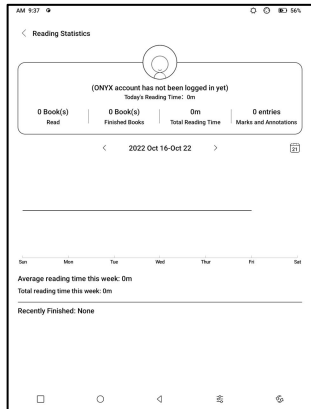 AM 9:37 56%
Reading Statistics
(ONYX account has not been logged in yet)
Today's Reading Time: 0m
0 Book(s) 0 Book(s) 0m 0 entries
Read Finished Books Total Reading Time Marks and Annotations
2022 Oct 16-Oct 22 21
Sun Mon Tue Wed Thur Fri Sat
Average reading time this week: 0m
Total reading time this week: 0m
Recently Finished: None